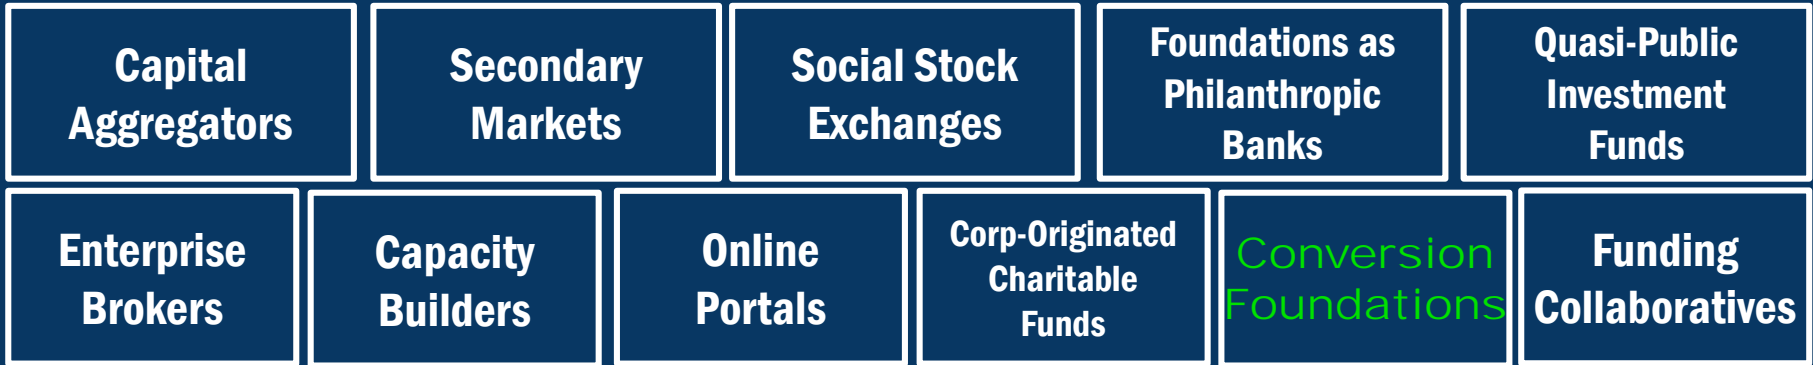 Capital
Aggregators
Secondary
Markets
Social Stock
Exchanges
Foundations as
Philanthropic
Banks
Quasi-Public
Investment
Funds
Enterprise
Brokers
Capacity
Builders
Online
Portals
Corp-Originated
Charitable
Funds
Conversion
Foundations
Funding
Collaboratives